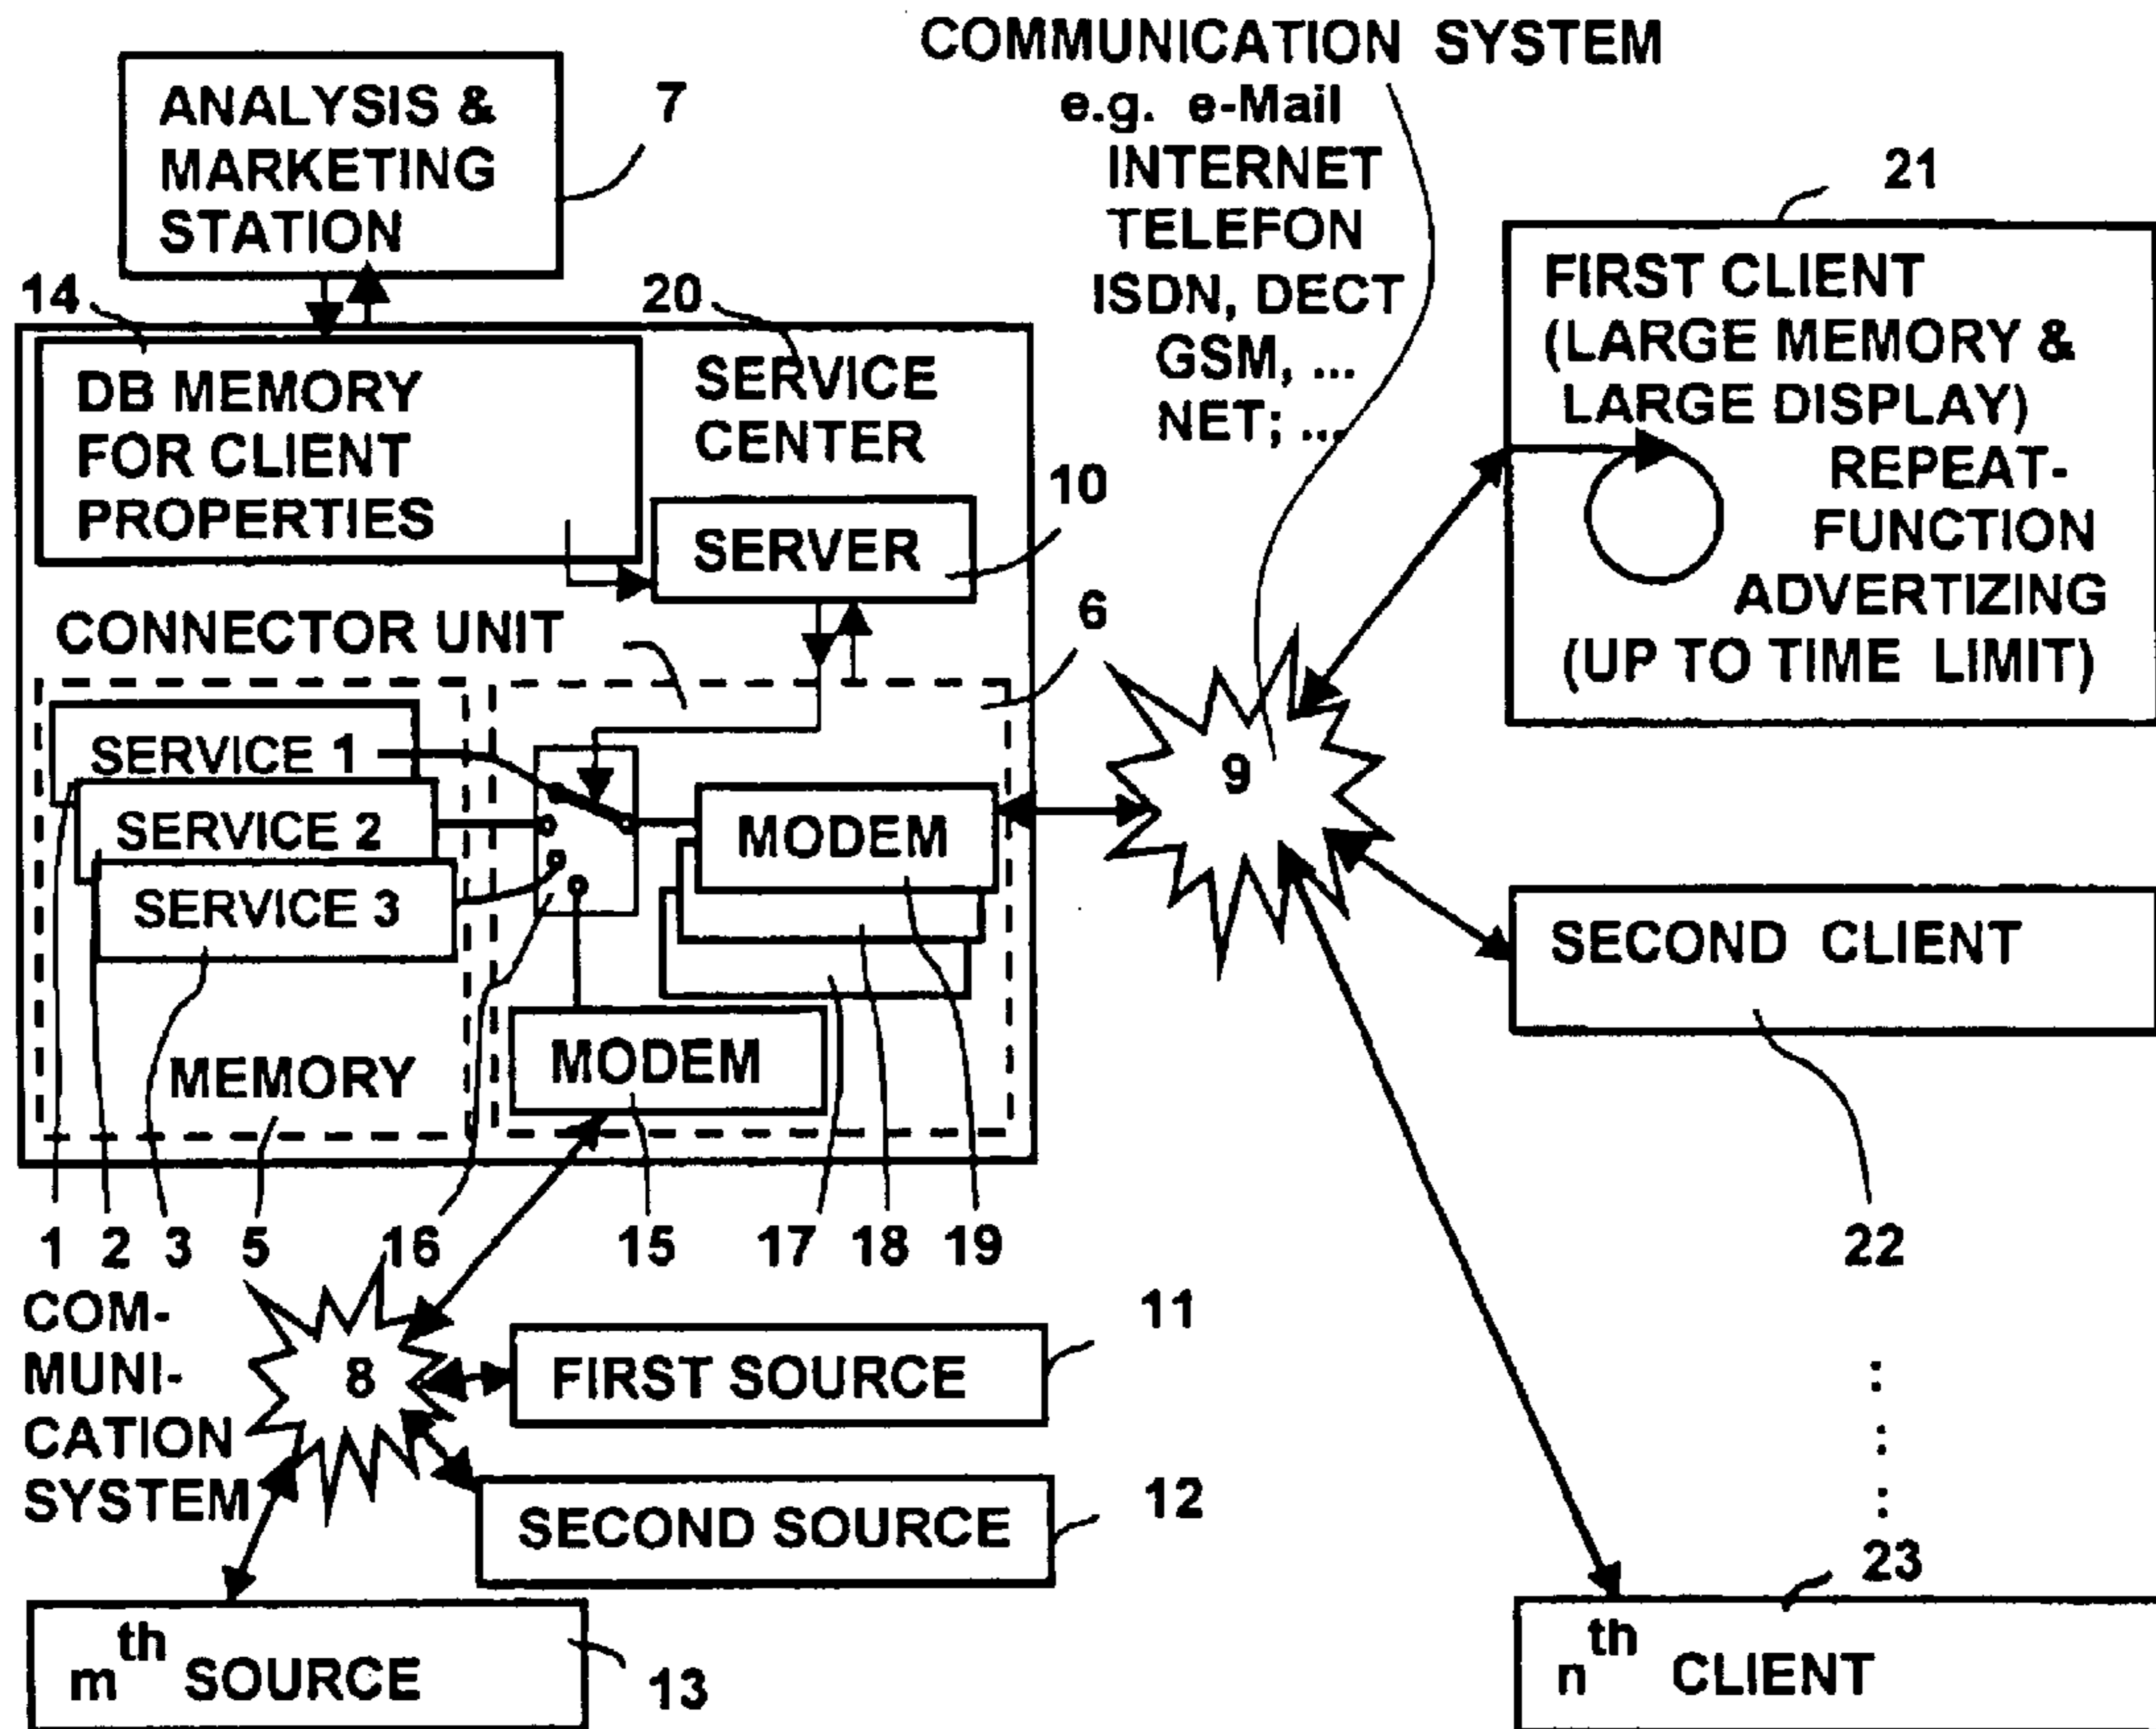 COMMUNICATION SYSTEM
e.g. e-Mail
INTERNET
TELEFON
ISDN, DECT
GSM, ...
NET; ...
ANALYSIS &
MARKETING
STATION
7
14
20
DB MEMORY
FOR CLIENT
PROPERTIES
SERVICE
CENTER
10
SERVER
CONNECTOR UNIT
6
SERVICE 1
SERVICE 2
SERVICE 3
MEMORY
MODEM
MODEM
9
21
FIRST CLIENT
(LARGE MEMORY &
LARGE DISPLAY)
REPEAT-
FUNCTION
ADVERTIZING
(UP TO TIME LIMIT)
SECOND CLIENT
22
1 2 3 5 16 15 17 18 19
COM-
MUNI-
CATION
SYSTEM
8
11
FIRST SOURCE
12
SECOND SOURCE
mth SOURCE
13
:
:
:
23
nth CLIENT